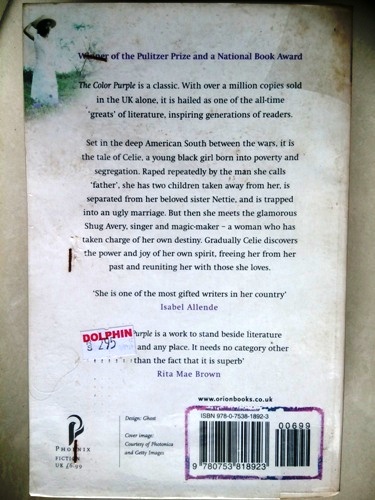 Winner of the Pulitzer Prize and a National Book Award
The Color Purple is a classic. With over a million copies sold
in the UK alone, it is hailed as one of the all-time
'greats' of literature, inspiring generations of readers.
Set in the deep American South between the wars, it is
the tale of Celie, a young black girl born into poverty and
segregation. Raped repeatedly by the man she calls
'father', she has two children taken away from her, is
separated from her beloved sister Nettie, and is trapped
into an ugly marriage. But then she meets the glamorous
Shug Avery, singer and magic-maker – a woman who has
taken charge of her own destiny. Gradually Celie discovers
the power and joy of her own spirit, freeing her from her
past and reuniting her with those she loves.
'She is one of the most gifted writers in her country'
Isabel Allende
DOLPHIN
295
Purple is a work to stand beside literature
and any place. It needs no category other
than the fact that it is superb'
Rita Mae Brown
www.orionbooks.co.uk
ISBN 978-0-7538-1892-3
00699
9 780753 818923
Design: Ghost
Cover image:
Courtesy of Photonica
and Getty Images
PHOENIX
FICTION
UK £6.99